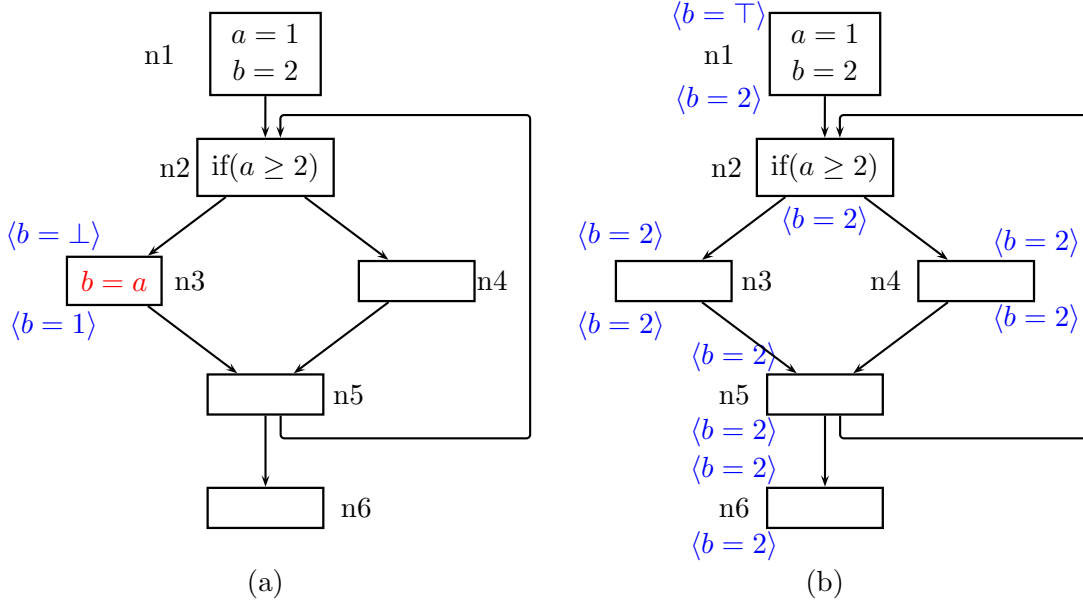 a = 1
n1
b = 2
n2
if(a ≥ 2)
⟨b = ⊥⟩
b = a
n3
n4
⟨b = 1⟩
n5
n6
(a)
⟨b = ⊤⟩
a = 1
n1
b = 2
⟨b = 2⟩
n2
if(a ≥ 2)
⟨b = 2⟩
⟨b = 2⟩
⟨b = 2⟩
n3
n4
⟨b = 2⟩
⟨b = 2⟩
⟨b = 2⟩
n5
⟨b = 2⟩
⟨b = 2⟩
n6
⟨b = 2⟩
(b)